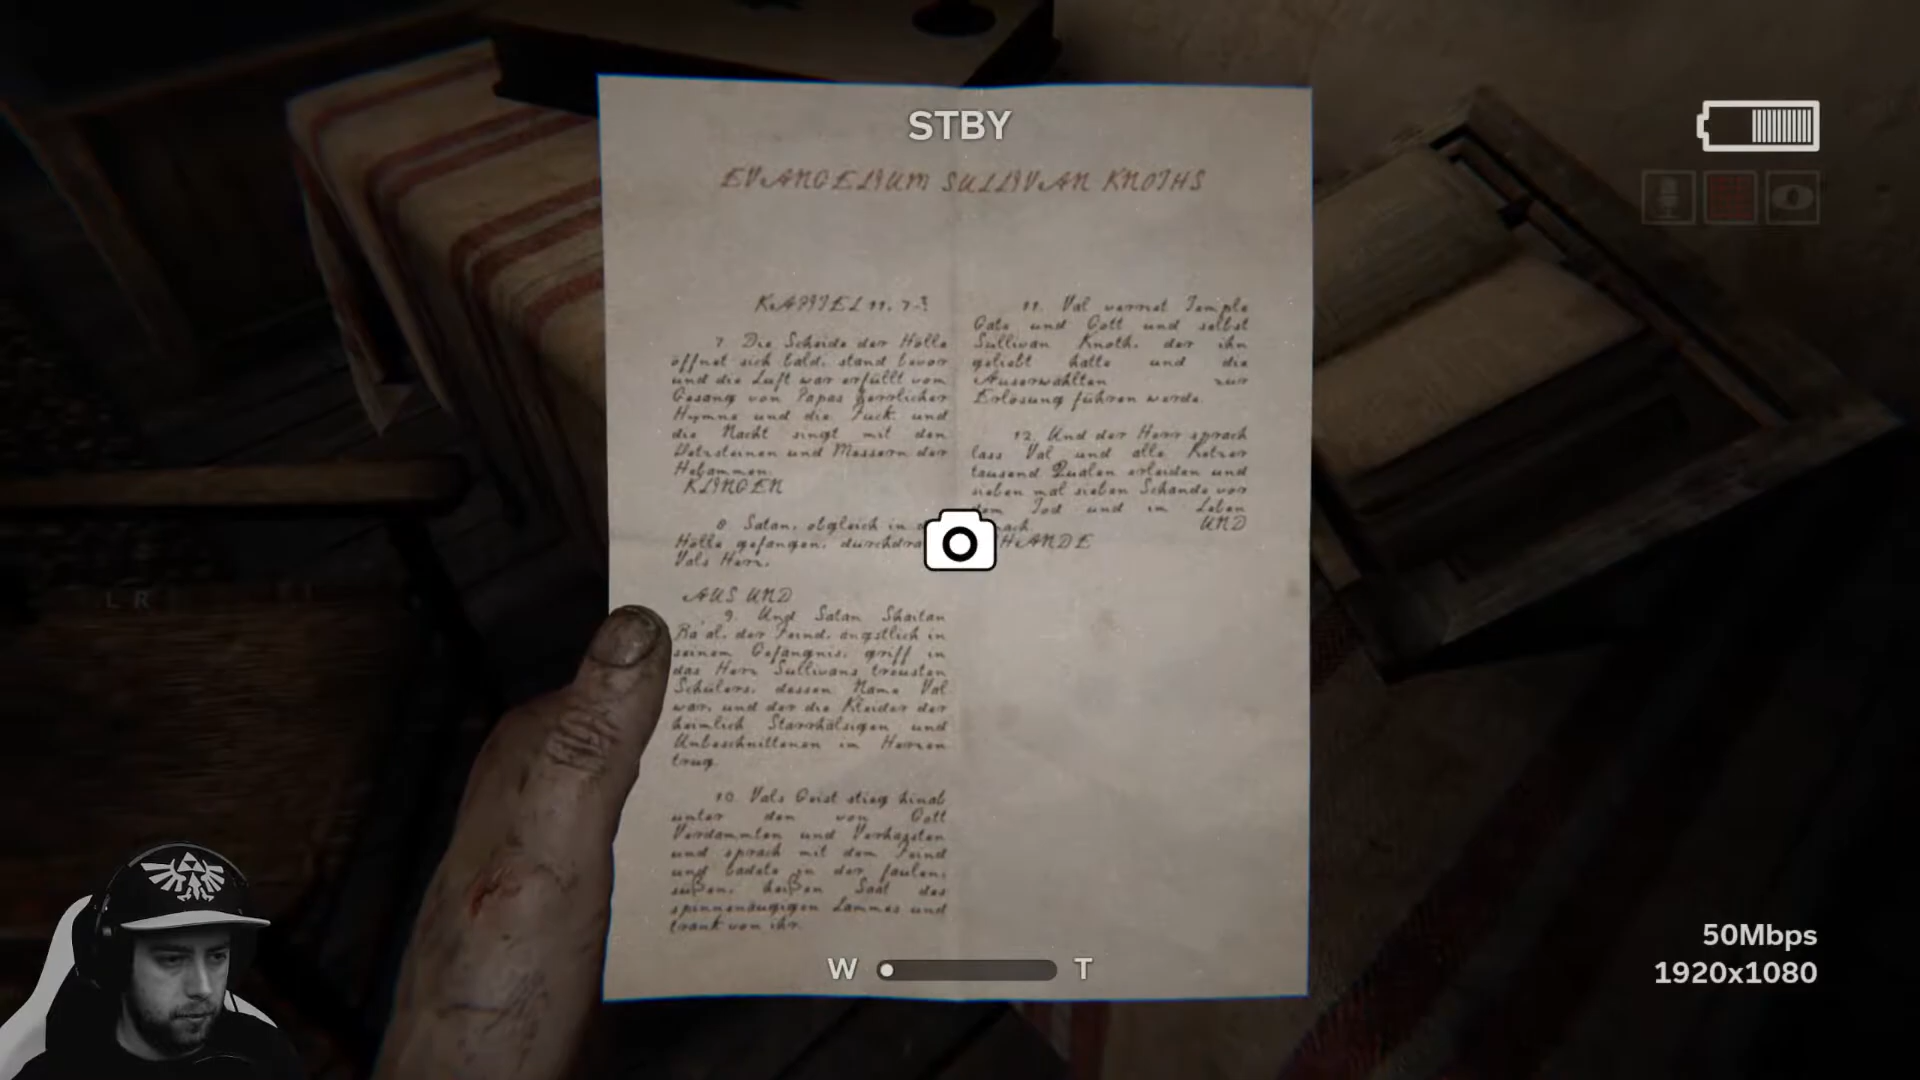 STBY
EVANGELIUM SULLIVAN KNOTHS
KAPITEL 11, 7-
7. Die Scheide der Hölle
öffnet sich bald, stand bevor
und die Luft war erfüllt vom
Gesang von Papas herrlicher
Hymne und die Fuck und
die Nacht singt mit den
Wetzsteinen und Messern der
Hebammen.
KLINGEN
8. Satan, obgleich in
Hölle gefangen,
Vals Herz.
AUS UND
9. Und Satan Shaitan
Ba'al, der Feind, ängstlich in
seinem Gefängnis, griff in
das Herz Sullivans treusten
Schülers, dessen Name Val
war, und der die Kleider der
heimlich Starrhälsigen und
Unbeschnittenen im Herzen
trug.
10. Vals Geist stieg hinab
unter den von Gott
Verdammten und Verhassten
und sprach mit dem Feind
und badete in der faulen,
süßen, heißen Saat des
spinnenäugigen Lammes und
trank von ihr.
11. Val verriet Temple
Gate und Gott und selbst
Sullivan Knoth, der ihn
geliebt hatte und die
Auserwählten zur
Erlösung führen werde.
12. Und der Herr sprach
lass Val und alle Ketzer
tausend Qualen erleiden und
sieben mal sieben Schande vor
dem Tod und im Leben
UND
L R
W T
50Mbps
1920x1080